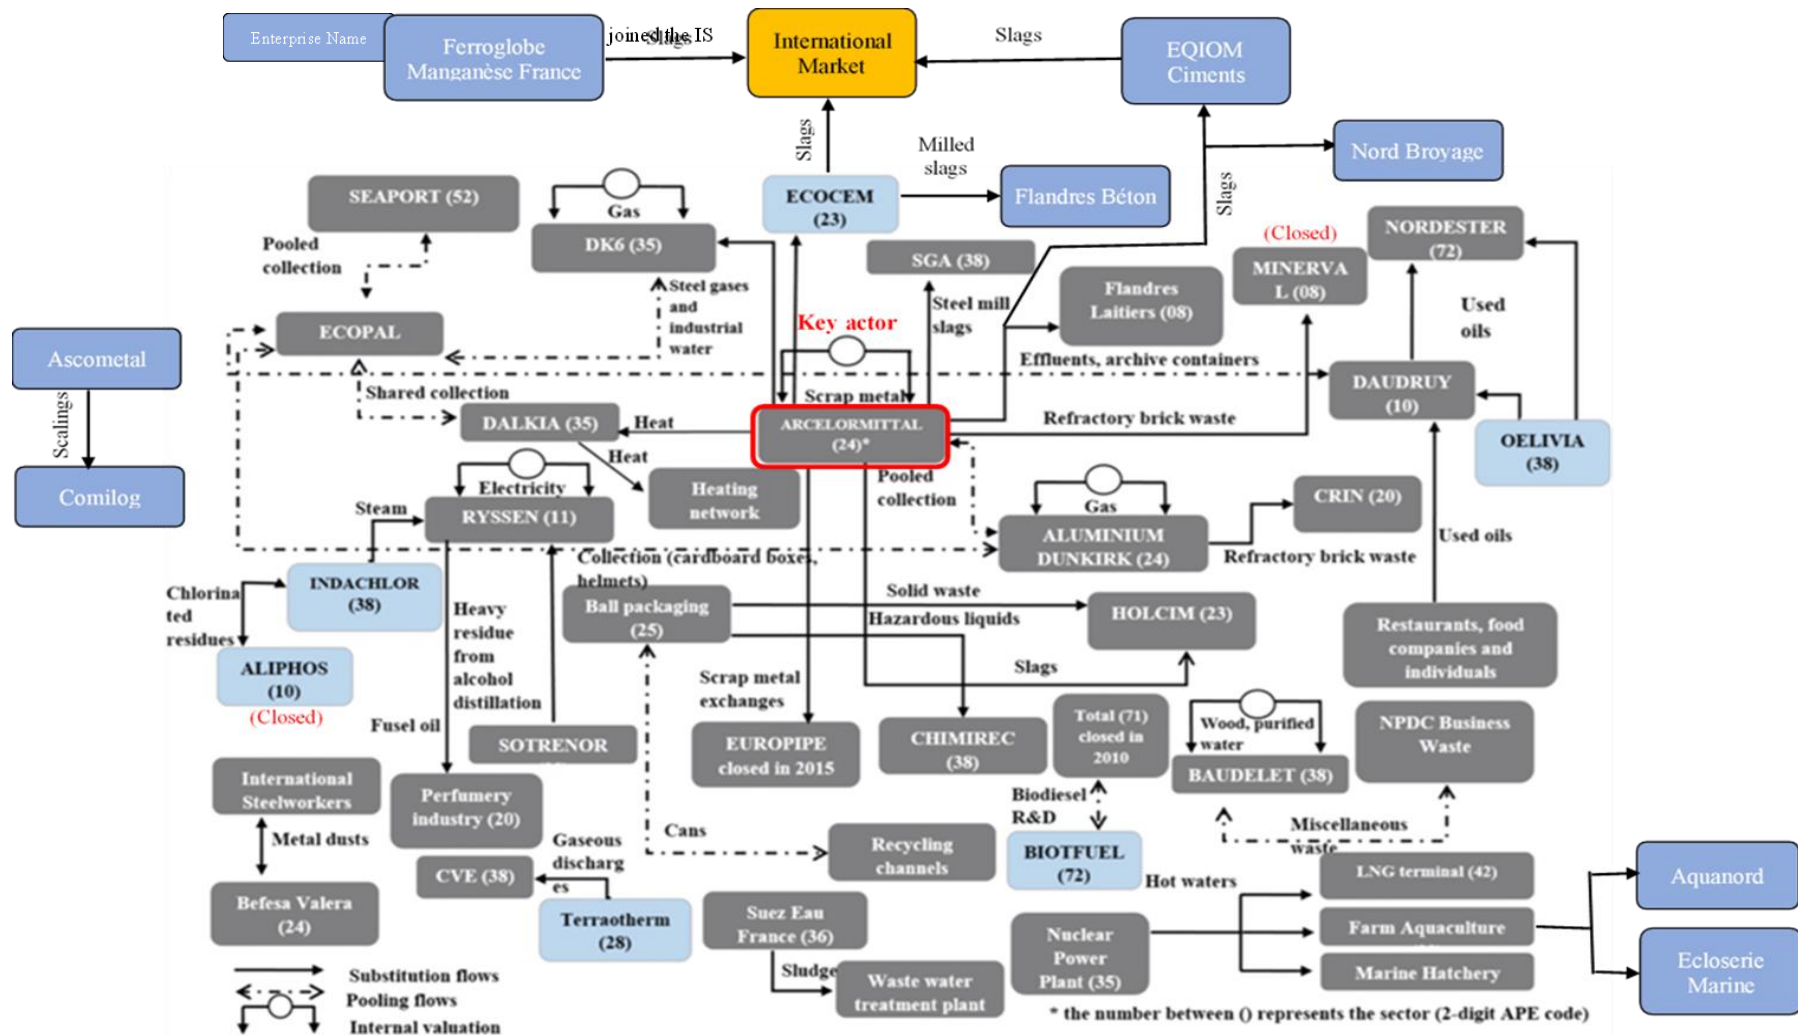 Enterprise Name
joined the IS
Ferroglobe
Manganèse France
Slags
International
Market
Slags
EQIOM
Ciments
Slags
Milled
slags
Nord Broyage
Slags
SEAPORT (52)
Gas
ECOCEM
(23)
Flandres Béton
NORDESTER
(72)
(Closed)
Pooled
collection
DK6 (35)
SGA (38)
MINERVA
L (08)
Steel gases
and
industrial
water
Steel mill
slags
Flandres
Laitiers (08)
Used
oils
ECOPAL
Key actor
Ascometal
Effluents, archive containers
Shared collection
Scrap metal
DAUDRUY
(10)
Scalings
DALKIA (35)
Heat
ARCELORMITTAL
(24)*
Refractory brick waste
OELIVIA
(38)
Heat
Pooled
collection
Comilog
Electricity
Heating
network
CRIN (20)
Steam
RYSSEN (11)
Gas
ALUMINIUM
DUNKIRK (24)
Used oils
Refractory brick waste
Collection (cardboard boxes,
helmets)
INDACHLOR
(38)
Chlorina
ted
residues
Heavy
residue
from
alcohol
distillation
Ball packaging
(25)
Solid waste
Hazardous liquids
HOLCIM (23)
Restaurants, food
companies and
individuals
ALIPHOS
(10)
(Closed)
Slags
Scrap metal
exchanges
Fusel oil
SOTRENOR
EUROPIPE
closed in 2015
CHIMIREC
(38)
Total (71)
closed in
2010
Wood, purified
water
NPDC Business
Waste
BAUDELET (38)
International
Steelworkers
Perfumery
industry (20)
Biodiesel
R&D
Metal dusts
Gaseous
discharg
es
Cans
Recycling
channels
Miscellaneous
waste
BIOTFUEL
(72)
CVE (38)
Hot waters
LNG terminal (42)
Aquanord
Befesa Valera
(24)
Terraotherm
(28)
Suez Eau
France (36)
Nuclear
Power
Plant (35)
Farm Aquaculture
Ecloserie
Marine
Marine Hatchery
Sludge
Waste water
treatment plant
Substitution flows
Pooling flows
Internal valuation
* the number between () represents the sector (2-digit APE code)